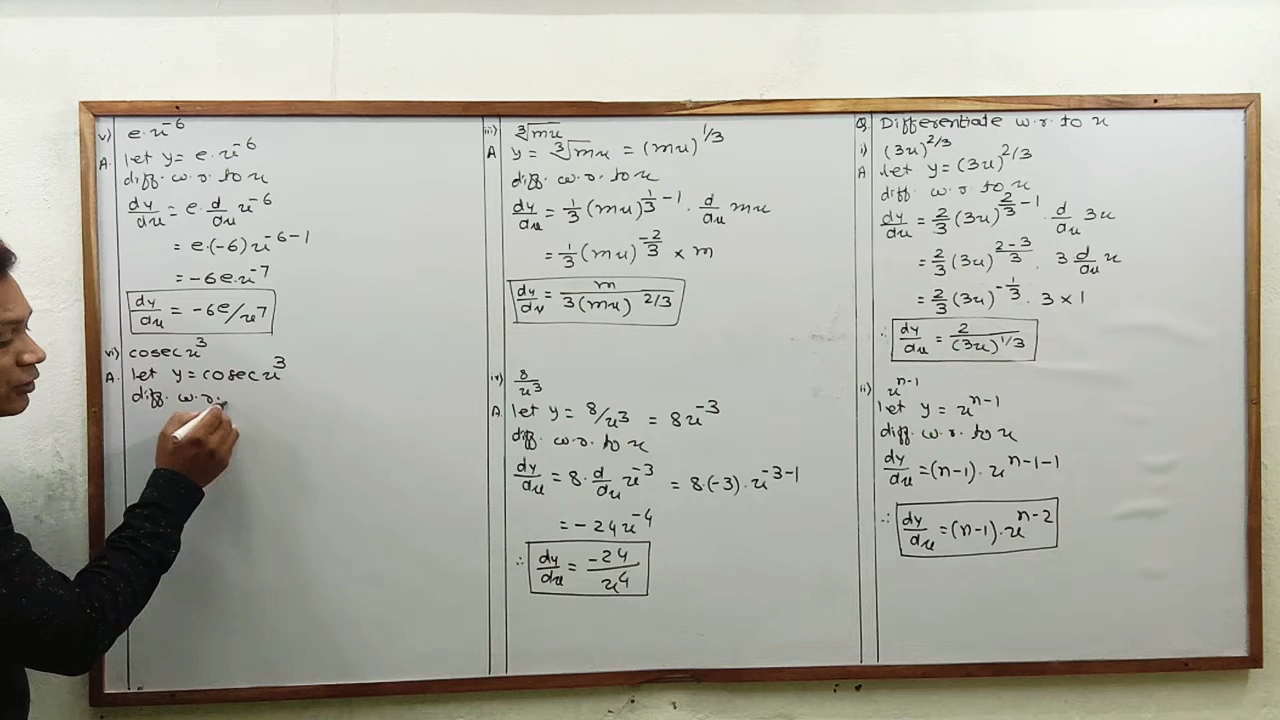 v) e·x⁻⁶
A. let y = e·x⁻⁶
diff. w.r. to x
dy/dx = e·d/dx x⁻⁶
= e·(-6)x⁻⁶⁻¹
= -6e·x⁻⁷
dy/dx = -6e/x⁷
vi) cosec x³
A. let y = cosec x³
diff. w.r.
iii) ∛mx
A y = ∛mx = (mx)^1/3
diff. w.r. to x
dy/dx = 1/3 (mx)^1/3 - 1 · d/dx mx
= 1/3 (mx)^-2/3 × m
dy/dx = m/3(mx)^2/3
iv) 8/x³
A. let y = 8/x³ = 8x⁻³
diff. w.r. to x
dy/dx = 8·d/dx x⁻³ = 8·(-3)·x⁻³⁻¹
= -24x⁻⁴
∴ dy/dx = -24/x⁴
Q. Differentiate w.r. to x
i) (3x)^2/3
A. let y = (3x)^2/3
diff w.r. to x
dy/dx = 2/3 (3x)^2/3 - 1 · d/dx 3x
= 2/3 (3x)^2-3/3 · 3 d/dx x
= 2/3 (3x)^-1/3 · 3 × 1
∴ dy/dx = 2/(3x)^1/3
ii) xⁿ⁻¹
let y = xⁿ⁻¹
diff. w.r. to x
dy/dx = (n-1)·xⁿ⁻¹⁻¹
∴ dy/dx = (n-1)·xⁿ⁻²